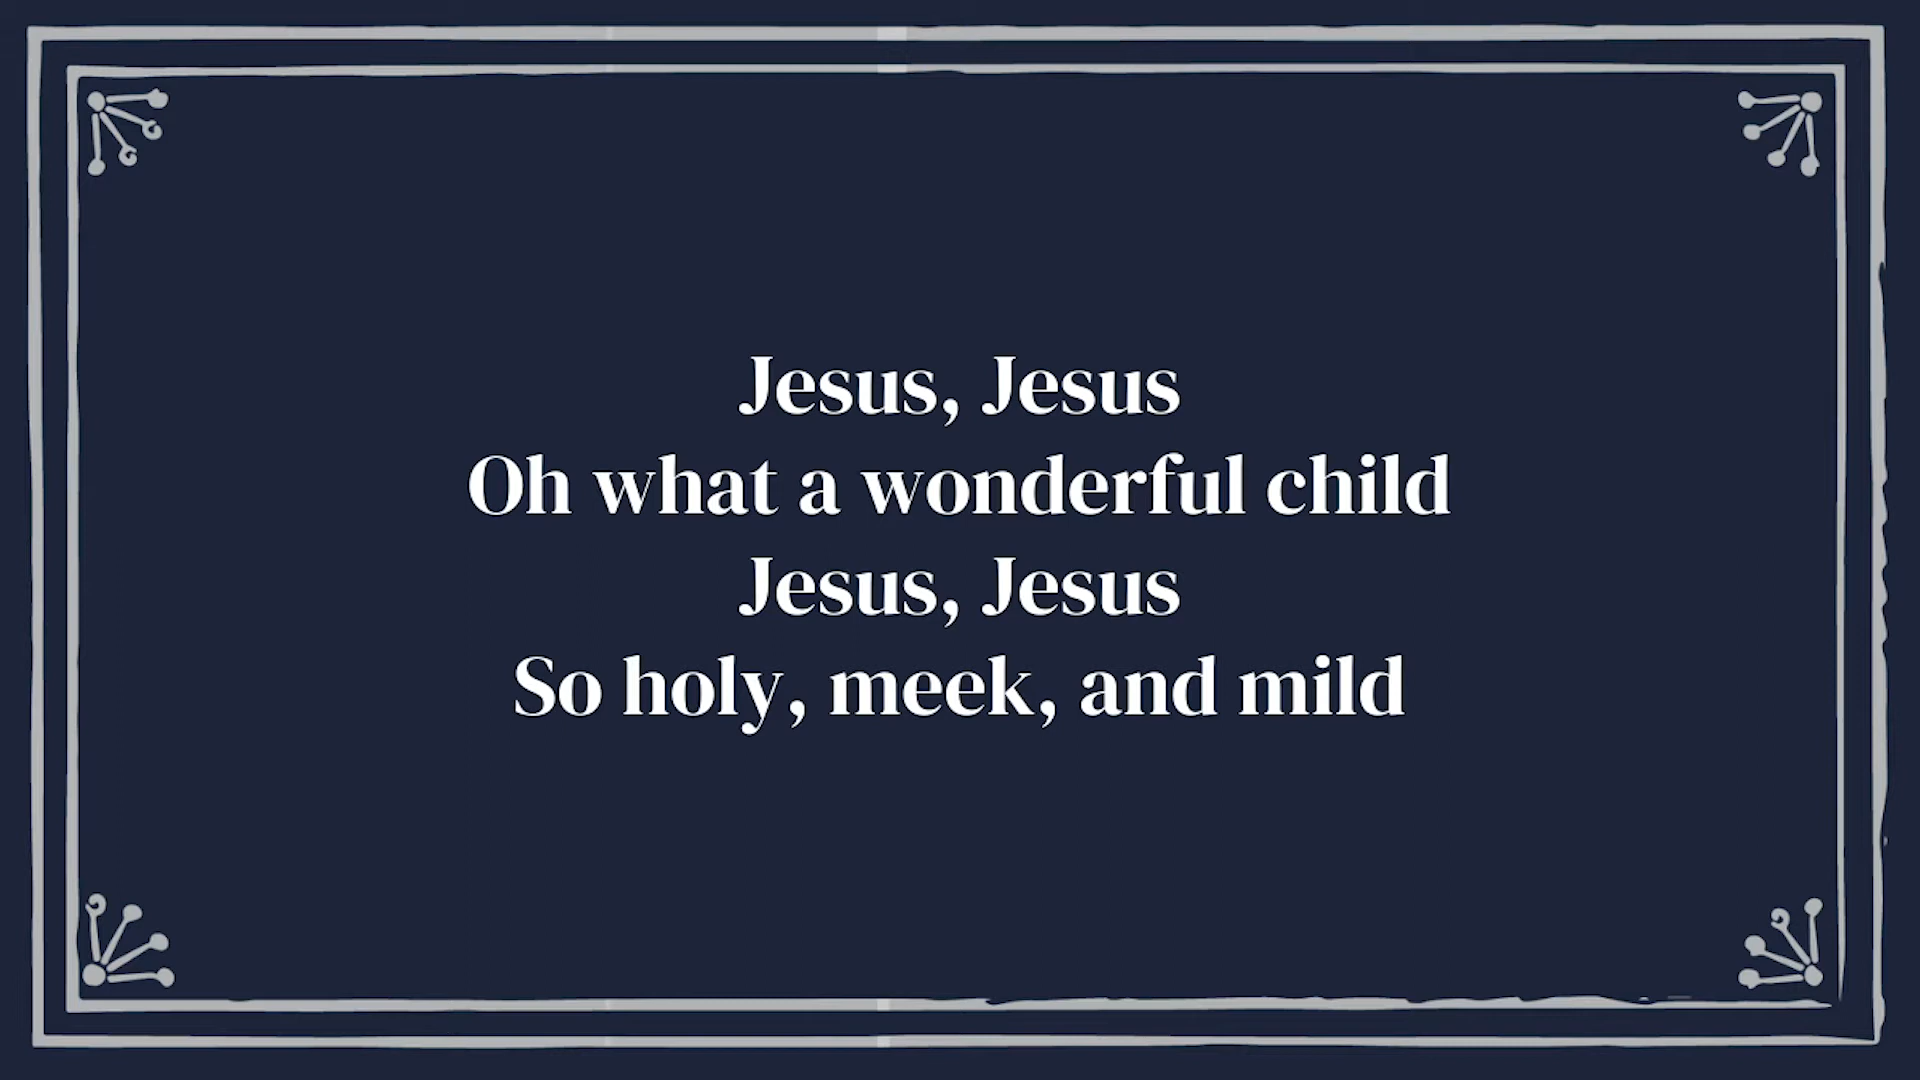 Jesus, Jesus
Oh what a wonderful child
Jesus, Jesus
So holy, meek, and mild